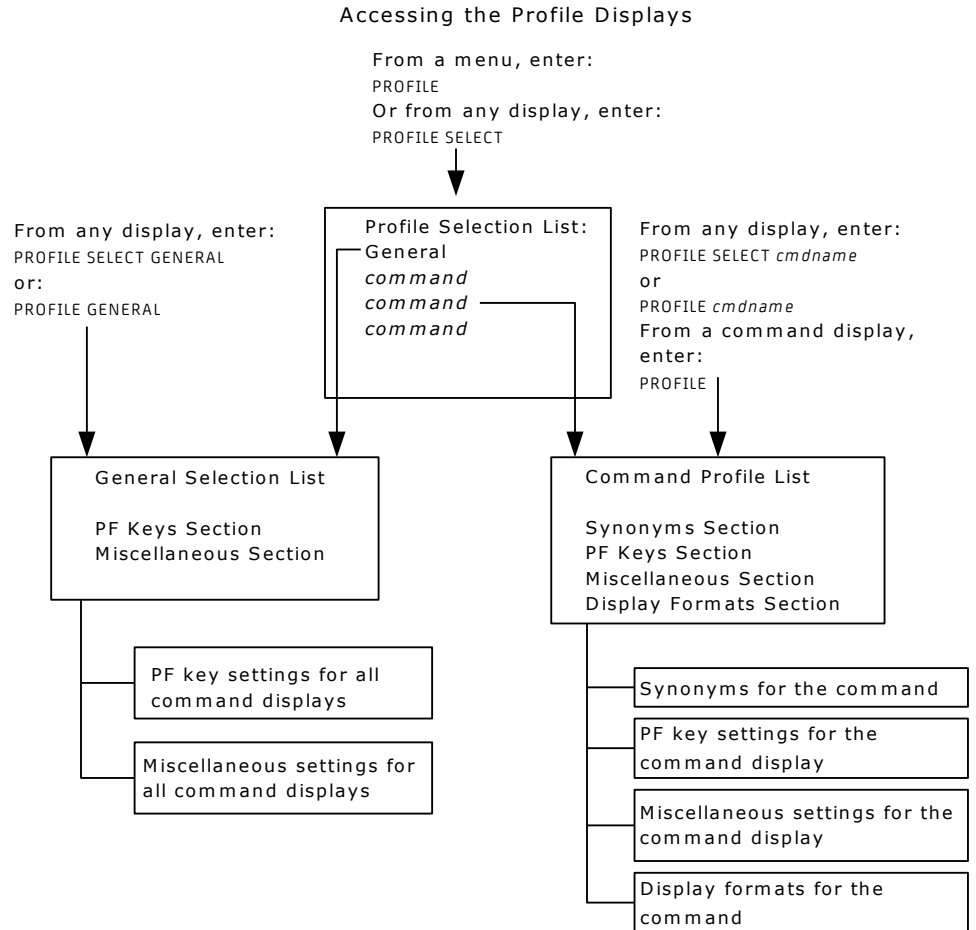 Accessing the Profile Displays
From a menu, enter:
PROFILE
Or from any display, enter:
PROFILE SELECT
From any display, enter:
PROFILE SELECT GENERAL
or:
PROFILE GENERAL
Profile Selection List:
General
command
command
command
From any display, enter:
PROFILE SELECT cmdname
or
PROFILE cmdname
From a command display,
enter:
PROFILE
General Selection List
PF Keys Section
Miscellaneous Section
Command Profile List
Synonyms Section
PF Keys Section
Miscellaneous Section
Display Formats Section
PF key settings for all
command displays
Miscellaneous settings for
all command displays
Synonyms for the command
PF key settings for the
command display
Miscellaneous settings for the
command display
Display formats for the
command